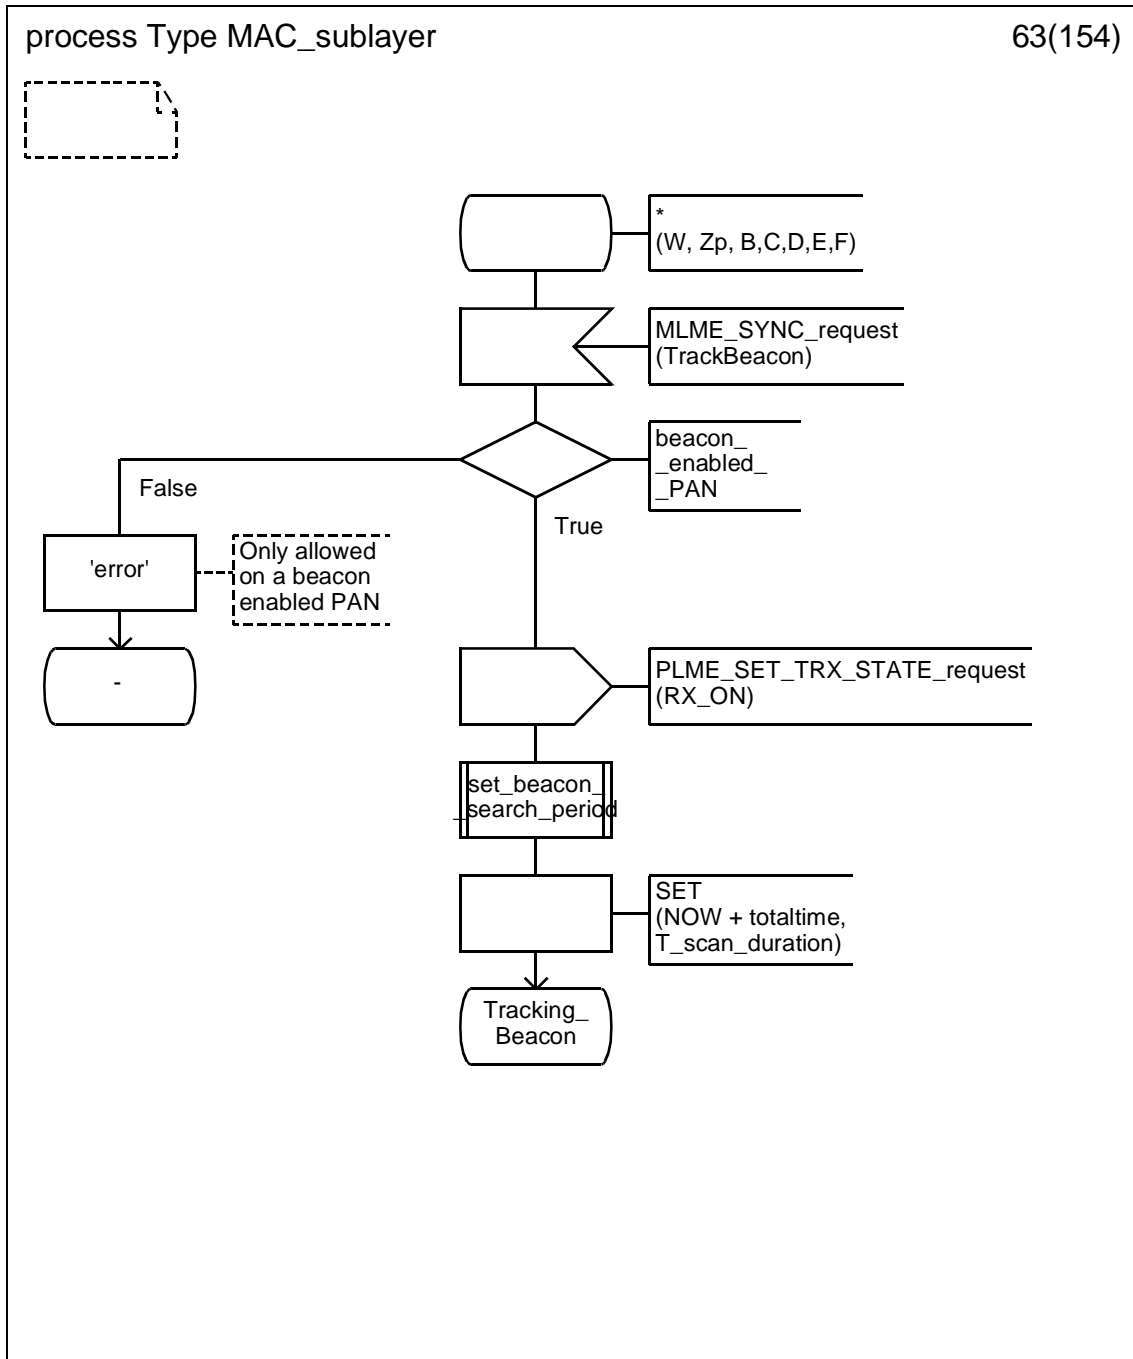 process Type MAC_sublayer
63(154)
*
(W, Zp, B,C,D,E,F)
MLME_SYNC_request
(TrackBeacon)
beacon_
_enabled_
_PAN
False
True
'error'
Only allowed
on a beacon
enabled PAN
-
PLME_SET_TRX_STATE_request
(RX_ON)
set_beacon_
_search_period
SET
(NOW + totaltime,
T_scan_duration)
Tracking_
Beacon